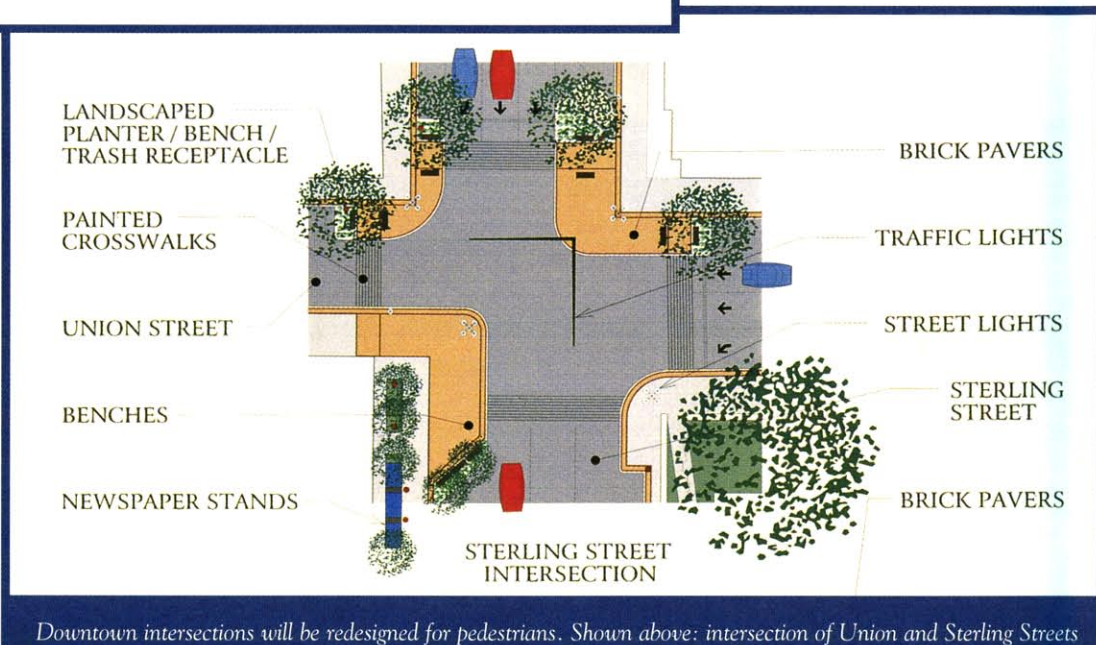 LANDSCAPED
PLANTER / BENCH /
TRASH RECEPTACLE
PAINTED
CROSSWALKS
UNION STREET
BENCHES
NEWSPAPER STANDS
BRICK PAVERS
TRAFFIC LIGHTS
STREET LIGHTS
STERLING
STREET
BRICK PAVERS
STERLING STREET
INTERSECTION
Downtown intersections will be redesigned for pedestrians. Shown above: intersection of Union and Sterling Streets